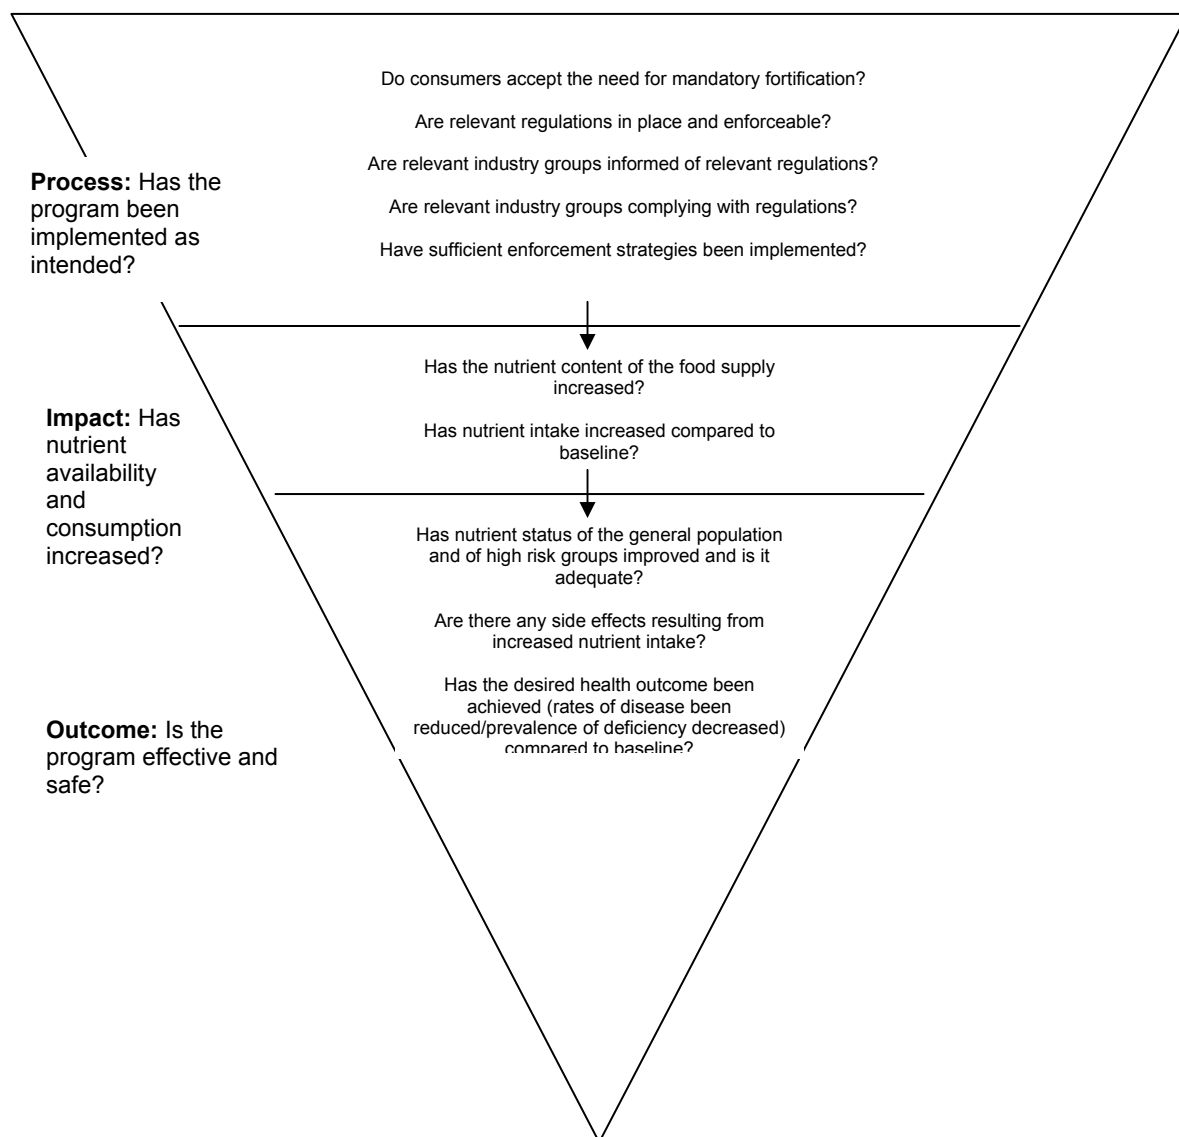 Do consumers accept the need for mandatory fortification?
Are relevant regulations in place and enforceable?
Are relevant industry groups informed of relevant regulations?
Are relevant industry groups complying with regulations?
Have sufficient enforcement strategies been implemented?
Process: Has the
program been
implemented as
intended?
Has the nutrient content of the food supply
increased?
Has nutrient intake increased compared to
baseline?
Impact: Has
nutrient
availability
and
consumption
increased?
Has nutrient status of the general population
and of high risk groups improved and is it
adequate?
Are there any side effects resulting from
increased nutrient intake?
Has the desired health outcome been
achieved (rates of disease been
reduced/prevalence of deficiency decreased)
compared to baseline?
Outcome: Is the
program effective and
safe?